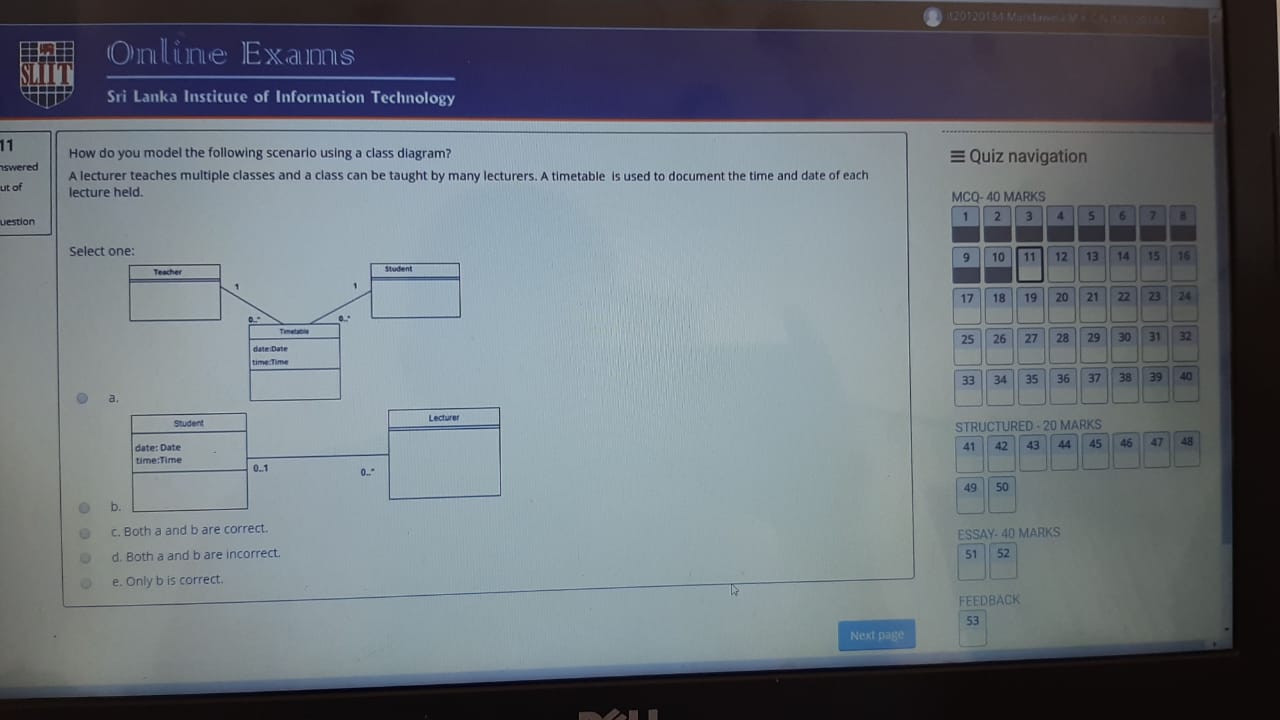 SLIIT
Online Exams
Sri Lanka Institute of Information Technology
11
nswered
ut of
uestion
How do you model the following scenario using a class diagram?
A lecturer teaches multiple classes and a class can be taught by many lecturers. A timetable is used to document the time and date of each
lecture held.
Select one:
Teacher
Student
1
1
0..*
0..*
Timetable
date:Date
time:Time
a.
Student
Lecturer
date: Date
time:Time
0..1
0..*
b.
c. Both a and b are correct.
d. Both a and b are incorrect.
e. Only b is correct.
Next page
Quiz navigation
MCQ- 40 MARKS
1 2 3 4 5 6 7 8
9 10 11 12 13 14 15 16
17 18 19 20 21 22 23 24
25 26 27 28 29 30 31 32
33 34 35 36 37 38 39 40
STRUCTURED - 20 MARKS
41 42 43 44 45 46 47 48
49 50
ESSAY- 40 MARKS
51 52
FEEDBACK
53